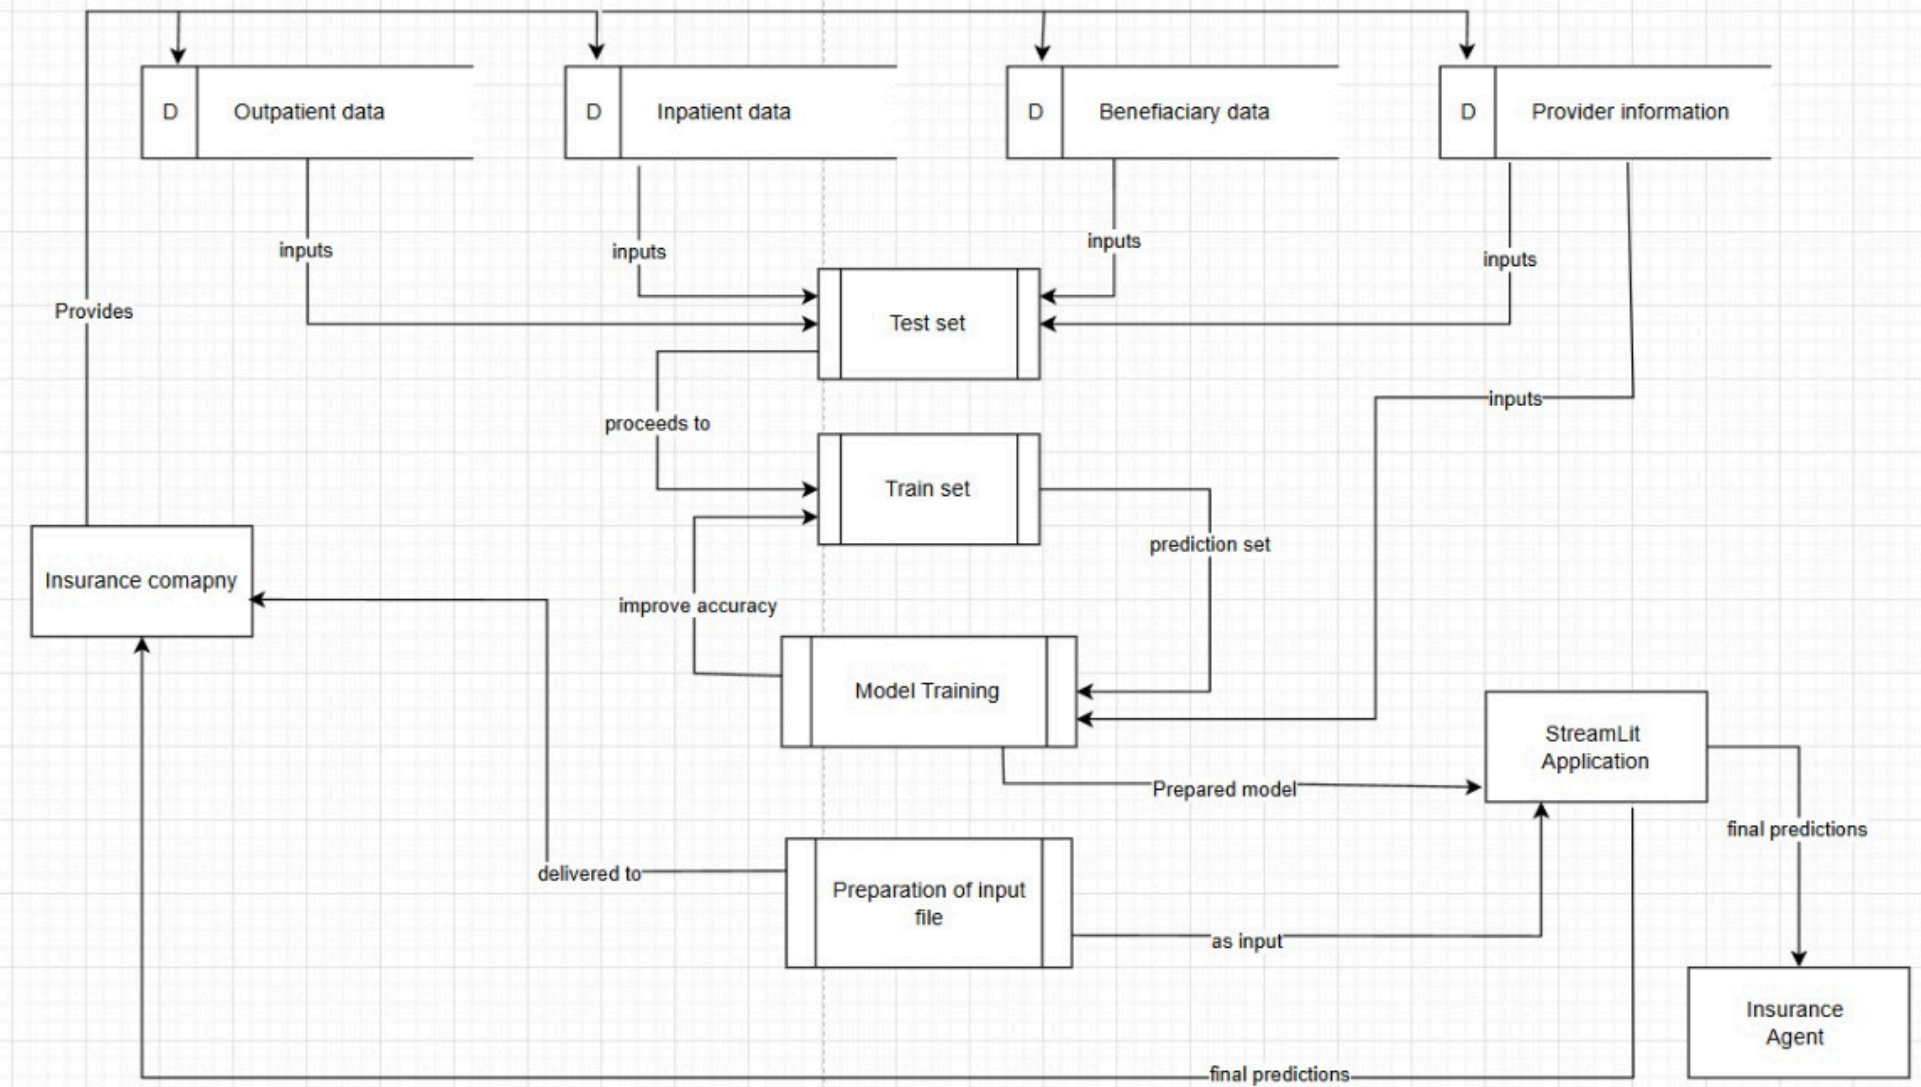 D
Outpatient data
D
Inpatient data
D
Benefiaciary data
D
Provider information
inputs
inputs
inputs
inputs
Provides
Test set
inputs
proceeds to
Train set
prediction set
Insurance comapny
improve accuracy
Model Training
StreamLit
Application
Prepared model
final predictions
delivered to
Preparation of input
file
as input
Insurance
Agent
final predictions